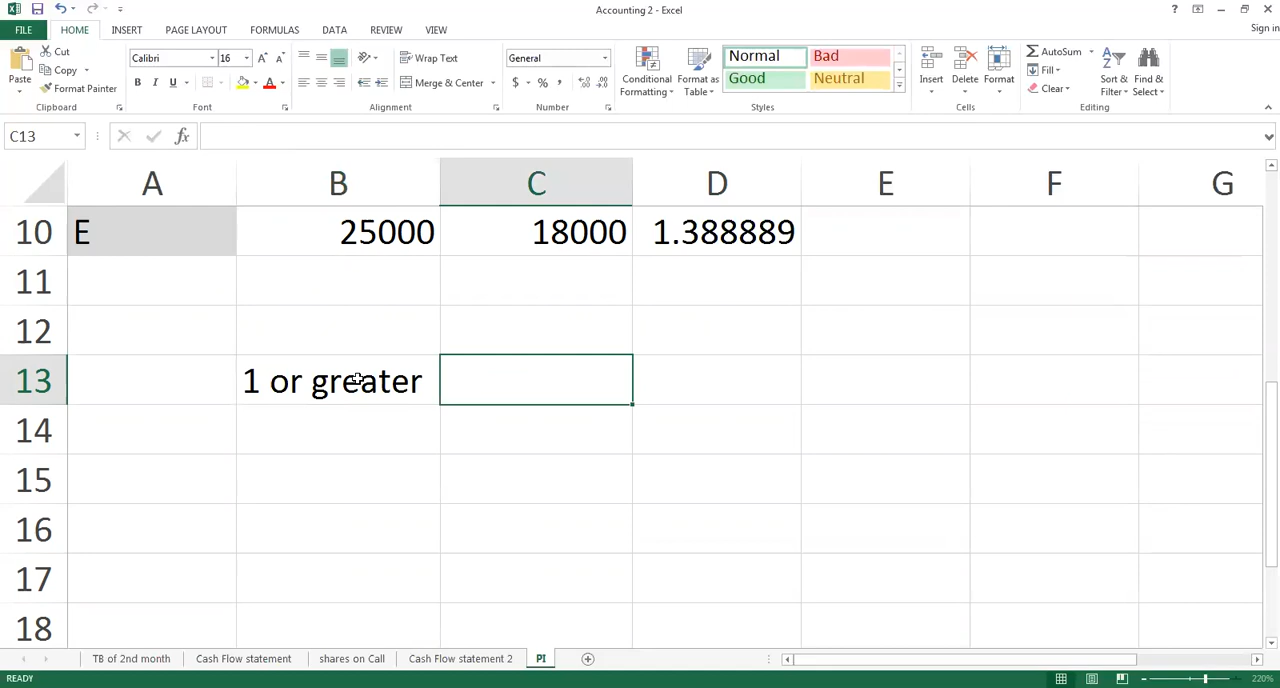 Accounting 2 - Excel
Sign in
FILE HOME INSERT PAGE LAYOUT FORMULAS DATA REVIEW VIEW
Paste
Cut
Copy
Format Painter
Clipboard
Calibri 16
B I U
Font
Wrap Text
Merge & Center
Alignment
General
$ % ,
Number
Conditional Formatting
Format as Table
Normal Bad
Good Neutral
Styles
Insert Delete Format
Cells
AutoSum
Fill
Clear
Sort & Filter
Find & Select
Editing
C13
fx
A B C D E F G
10 E 25000 18000 1.388889
11
12
13 1 or greater
14
15
16
17
18
TB of 2nd month Cash Flow statement shares on Call Cash Flow statement 2 PI
READY 220%